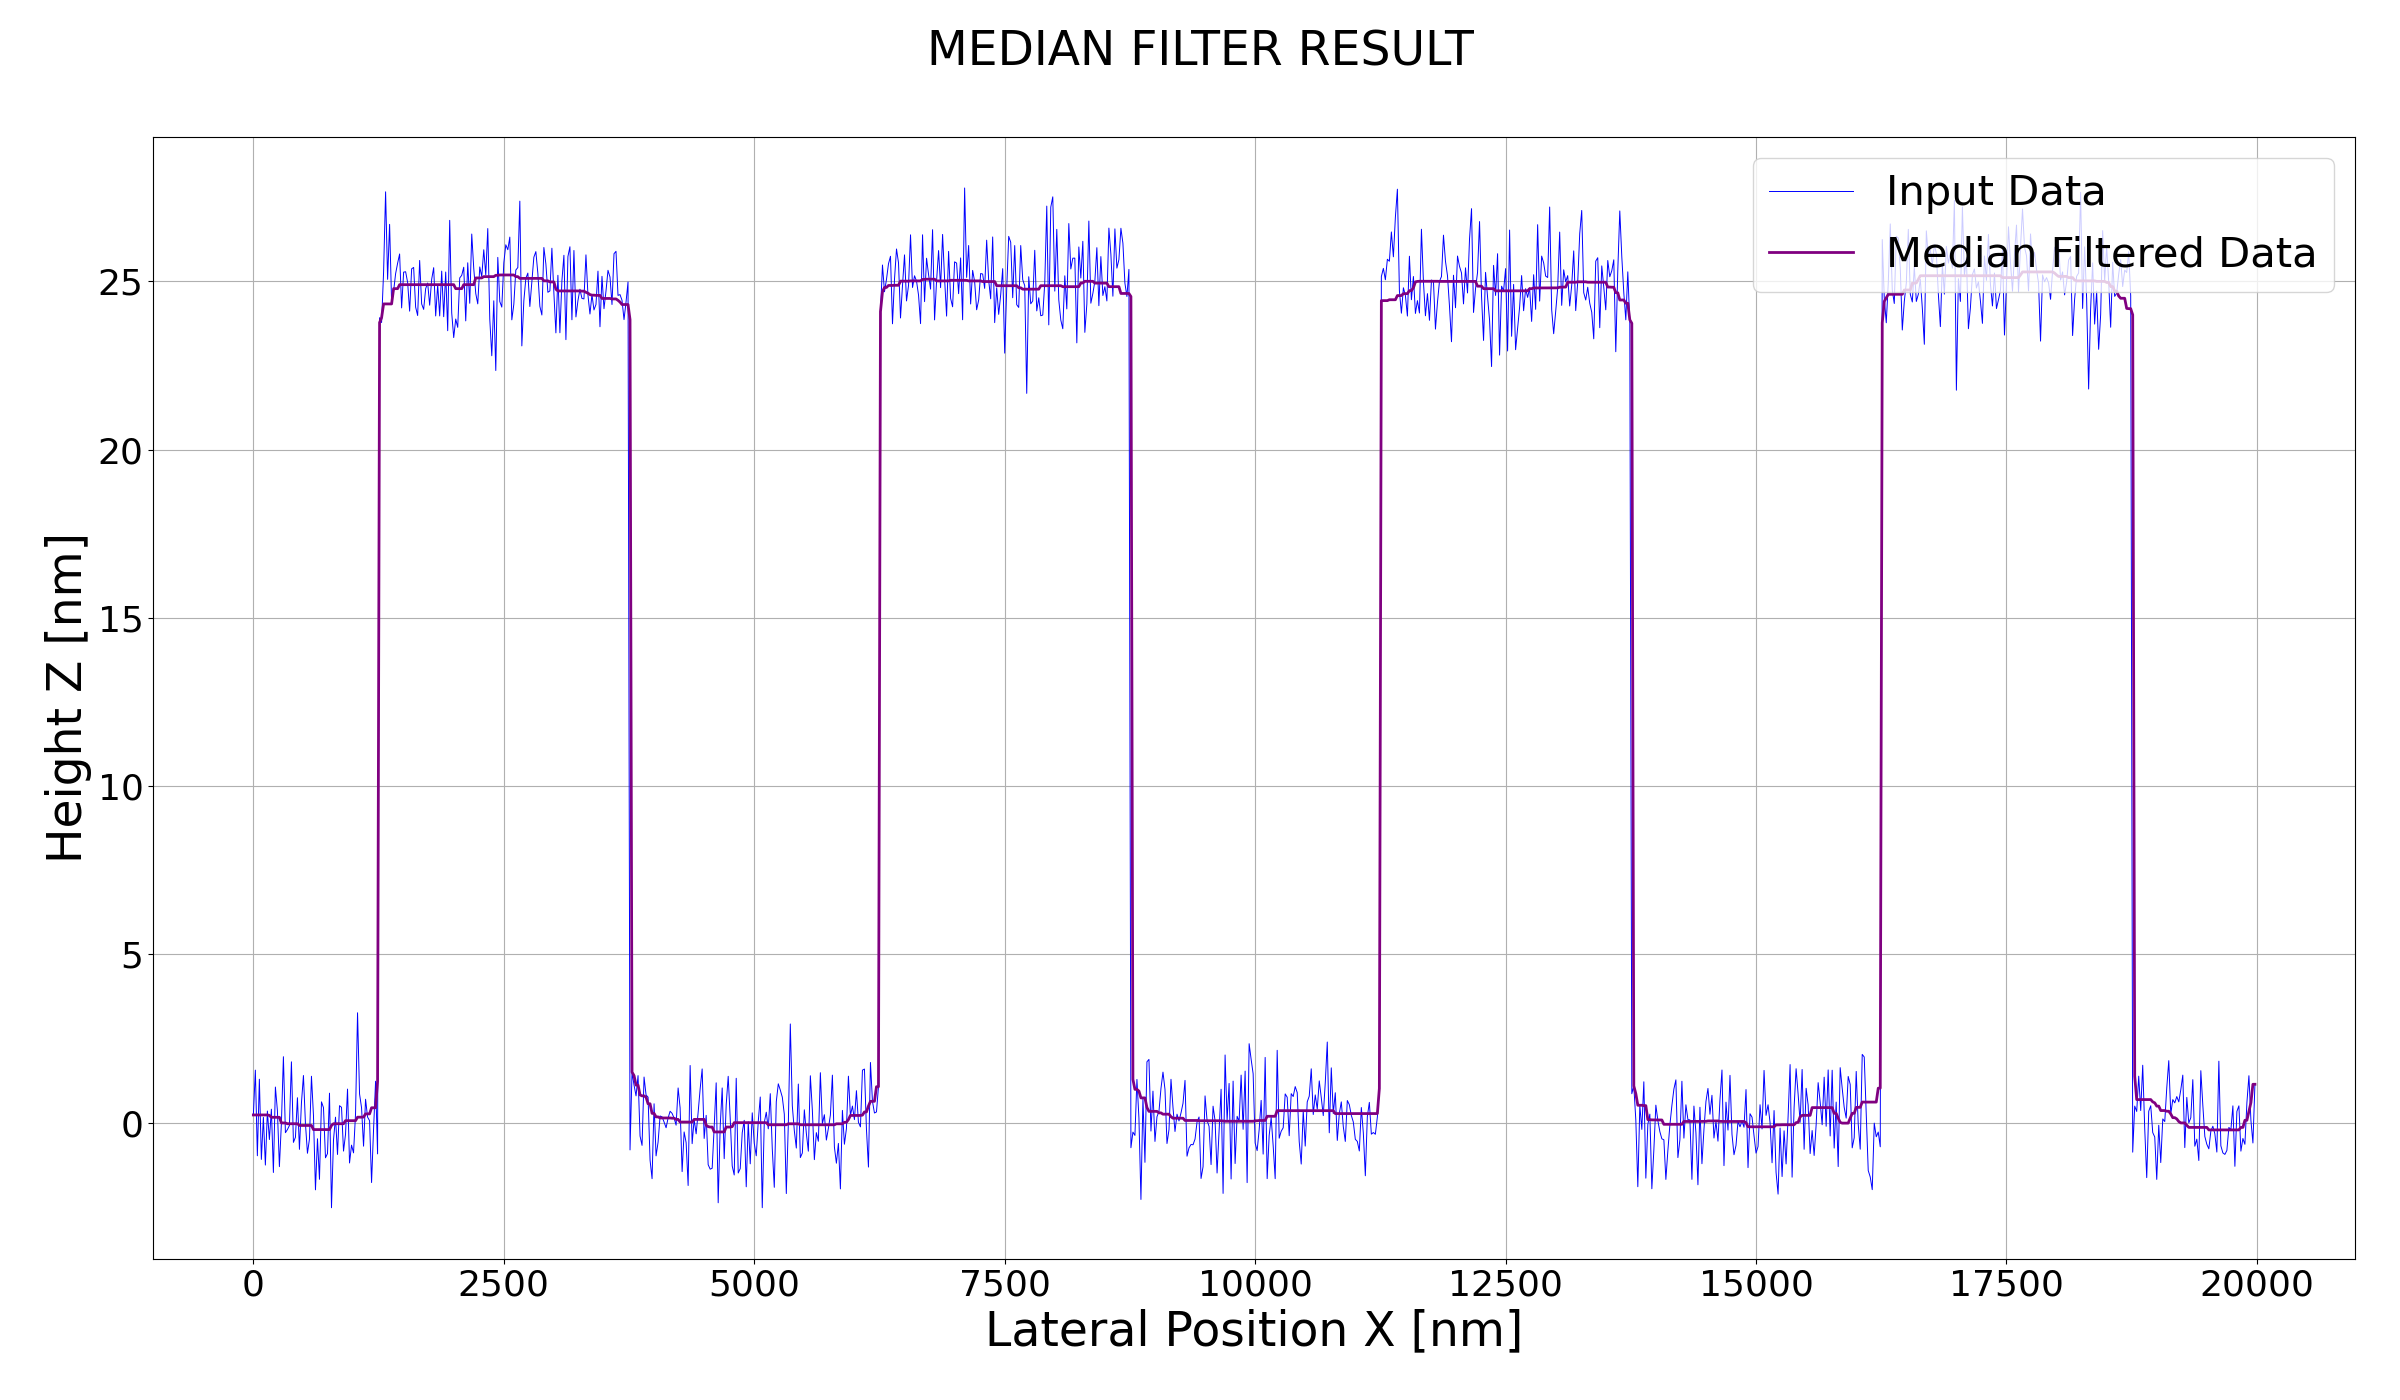 MEDIAN FILTER RESULT
Input Data
Median Filtered Data
25
20
15
10
5
0
Height Z [nm]
0 2500 5000 7500 10000 12500 15000 17500 20000
Lateral Position X [nm]